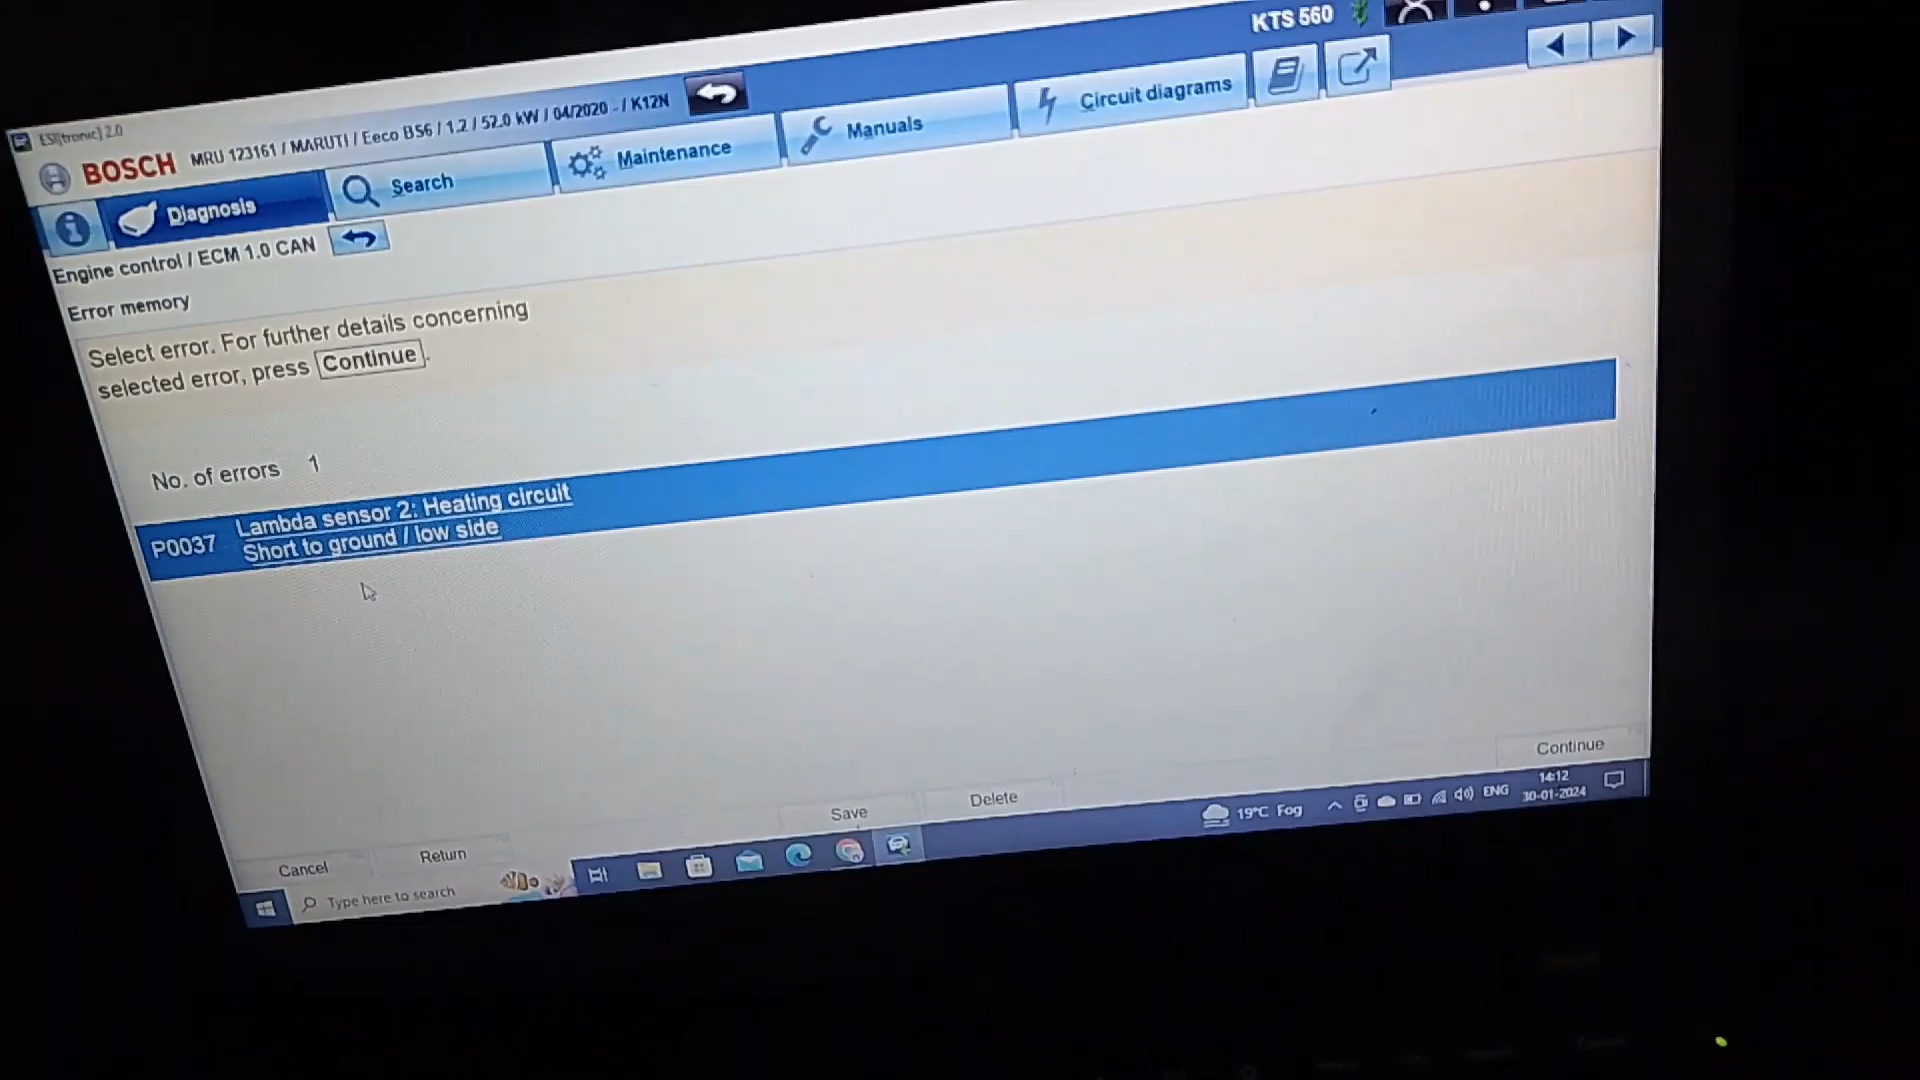 KTS 560
ESI[tronic] 2.0
BOSCH MRU 123161 / MARUTI / Eeco BS6 / 1.2 / 52.0 kW / 04/2020 - / K12N
Diagnosis Search Maintenance Manuals Circuit diagrams
Engine control / ECM 1.0 CAN
Error memory
Select error. For further details concerning
selected error, press Continue.
No. of errors 1
P0037 Lambda sensor 2: Heating circuit
Short to ground / low side
Continue
Cancel Return Save Delete
Type here to search
19°C Fog
ENG
14:12
30-01-2024